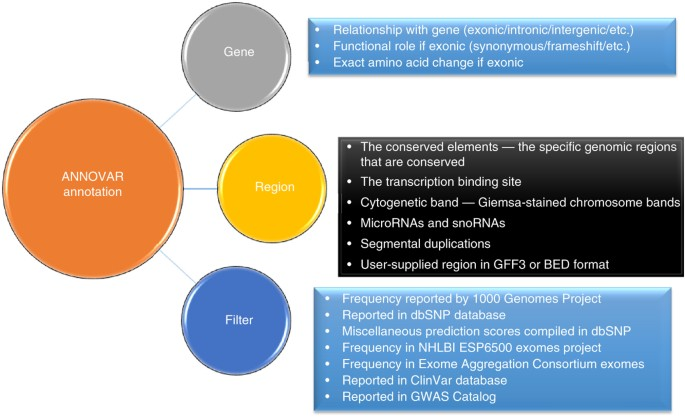 ANNOVAR
annotation
Gene
Relationship with gene (exonic/intronic/intergenic/etc.)
Functional role if exonic (synonymous/frameshift/etc.)
Exact amino acid change if exonic
Region
The conserved elements — the specific genomic regions
that are conserved
The transcription binding site
Cytogenetic band — Giemsa-stained chromosome bands
MicroRNAs and snoRNAs
Segmental duplications
User-supplied region in GFF3 or BED format
Filter
Frequency reported by 1000 Genomes Project
Reported in dbSNP database
Miscellaneous prediction scores compiled in dbSNP
Frequency in NHLBI ESP6500 exomes project
Frequency in Exome Aggregation Consortium exomes
Reported in ClinVar database
Reported in GWAS Catalog